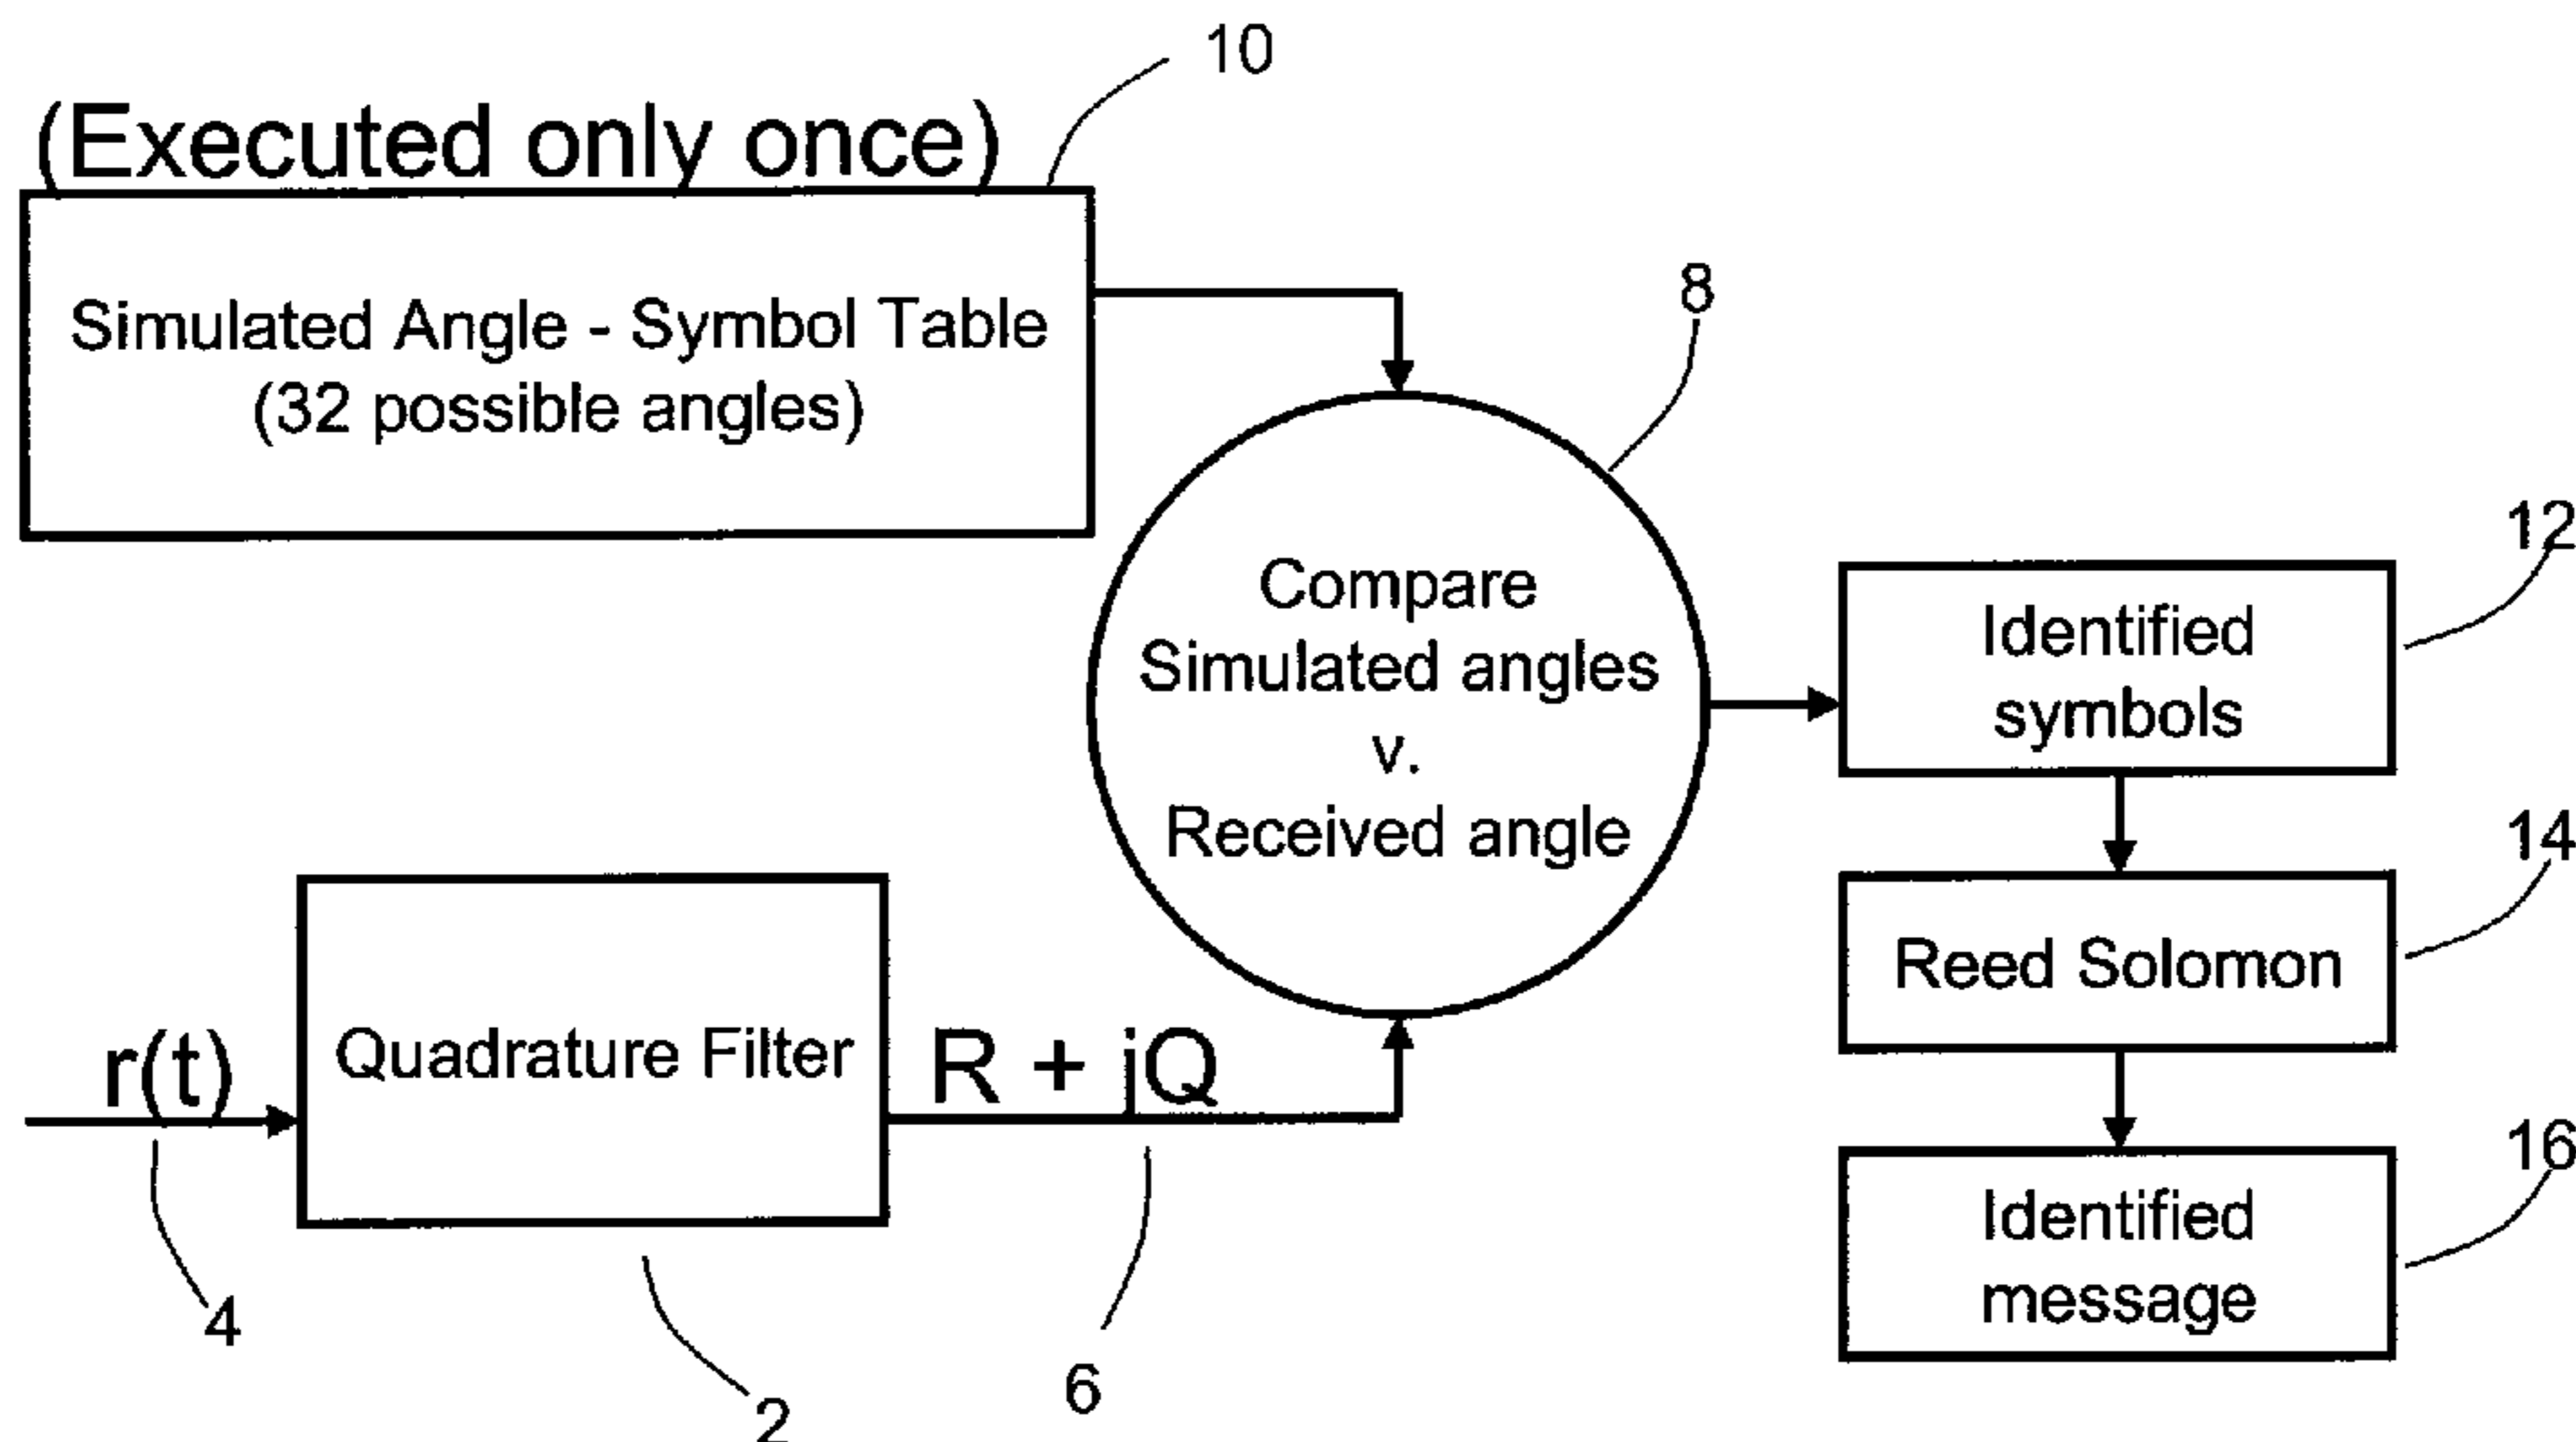 10
(Executed only once)
Simulated Angle - Symbol Table
(32 possible angles)
8
Compare
Simulated angles
v.
Received angle
12
Identified
symbols
14
Reed Solomon
16
Identified
message
r(t)
Quadrature Filter
R + iQ
4
2
6